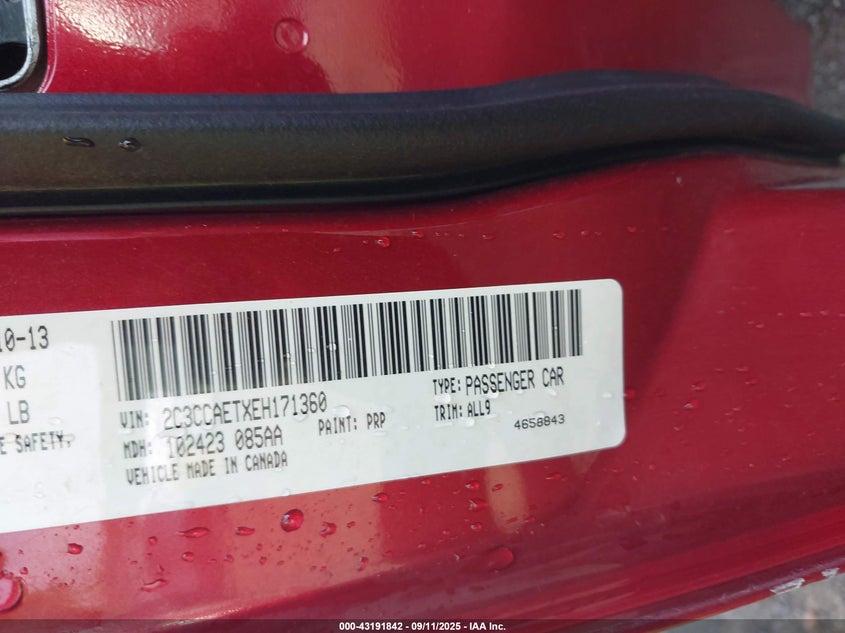 10-13
KG
LB
E SAFETY.
VIN: 2C3CCAETXEH171360
TYPE: PASSENGER CAR
MDH: 102423 085AA
PAINT: PRP
TRIM: ALL9
VEHICLE MADE IN CANADA
4658843
000-43191842 - 09/11/2025 - IAA Inc.